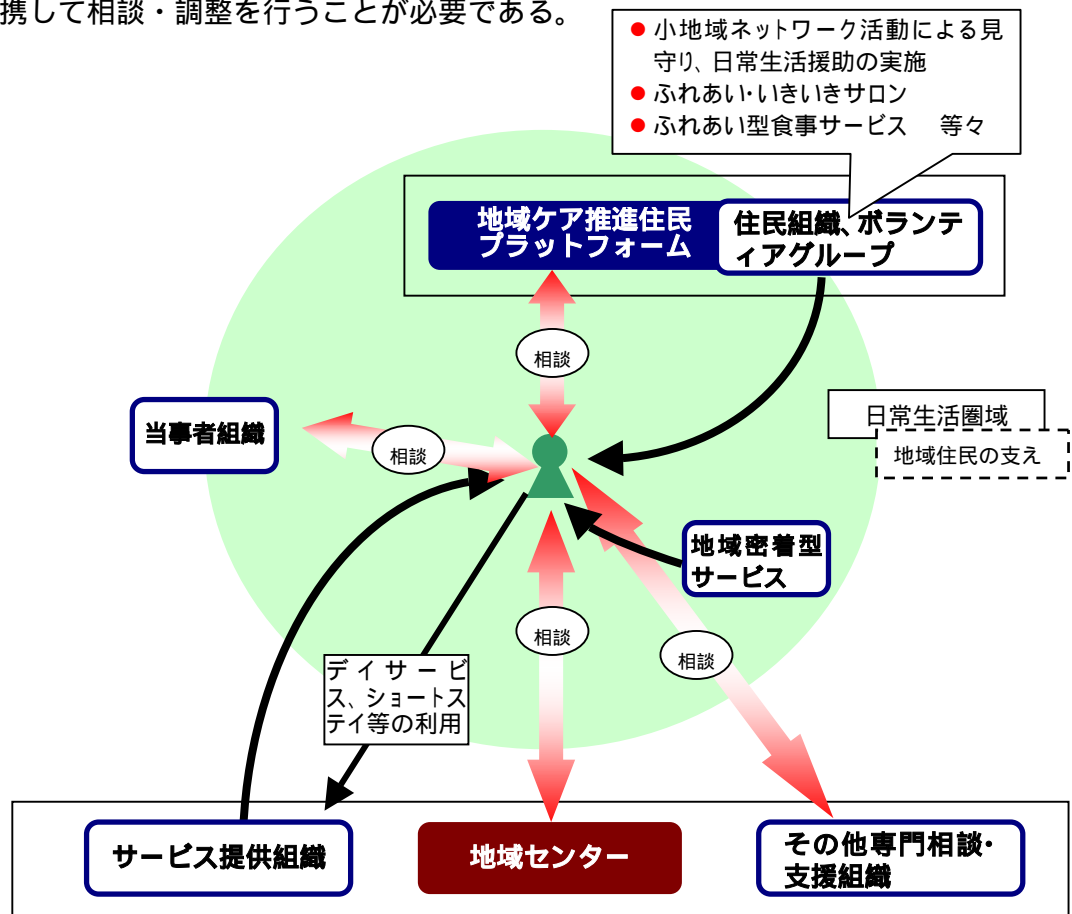 携して相談・調整を行うことが必要である。
● 小地域ネットワーク活動による見
守り、日常生活援助の実施
● ふれあい・いきいきサロン
● ふれあい型食事サービス　等々
地域ケア推進住民
プラットフォーム
住民組織、ボランテ
ィアグループ
相談
日常生活圏域
地域住民の支え
当事者組織
相談
地域密着型
サービス
相談
相談
デイサービ
ス、ショートス
テイ等の利用
サービス提供組織
地域センター
その他専門相談・
支援組織